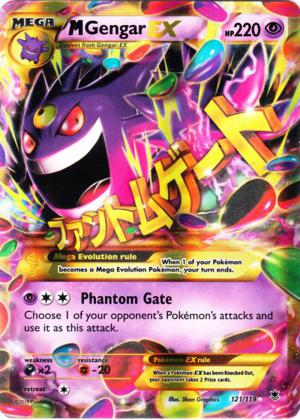 MEGA
M Gengar EX
HP220
Evolves from Gengar-EX
ファントムゲート
Mega Evolution rule
When 1 of your Pokémon
becomes a Mega Evolution Pokémon, your turn ends.
Phantom Gate
Choose 1 of your opponent's Pokémon's attacks and
use it as this attack.
weakness
×2
resistance
-20
retreat
Pokémon-EX rule
When a Pokémon-EX has been Knocked Out,
your opponent takes 2 Prize cards.
Illus. 5ban Graphics
121/119